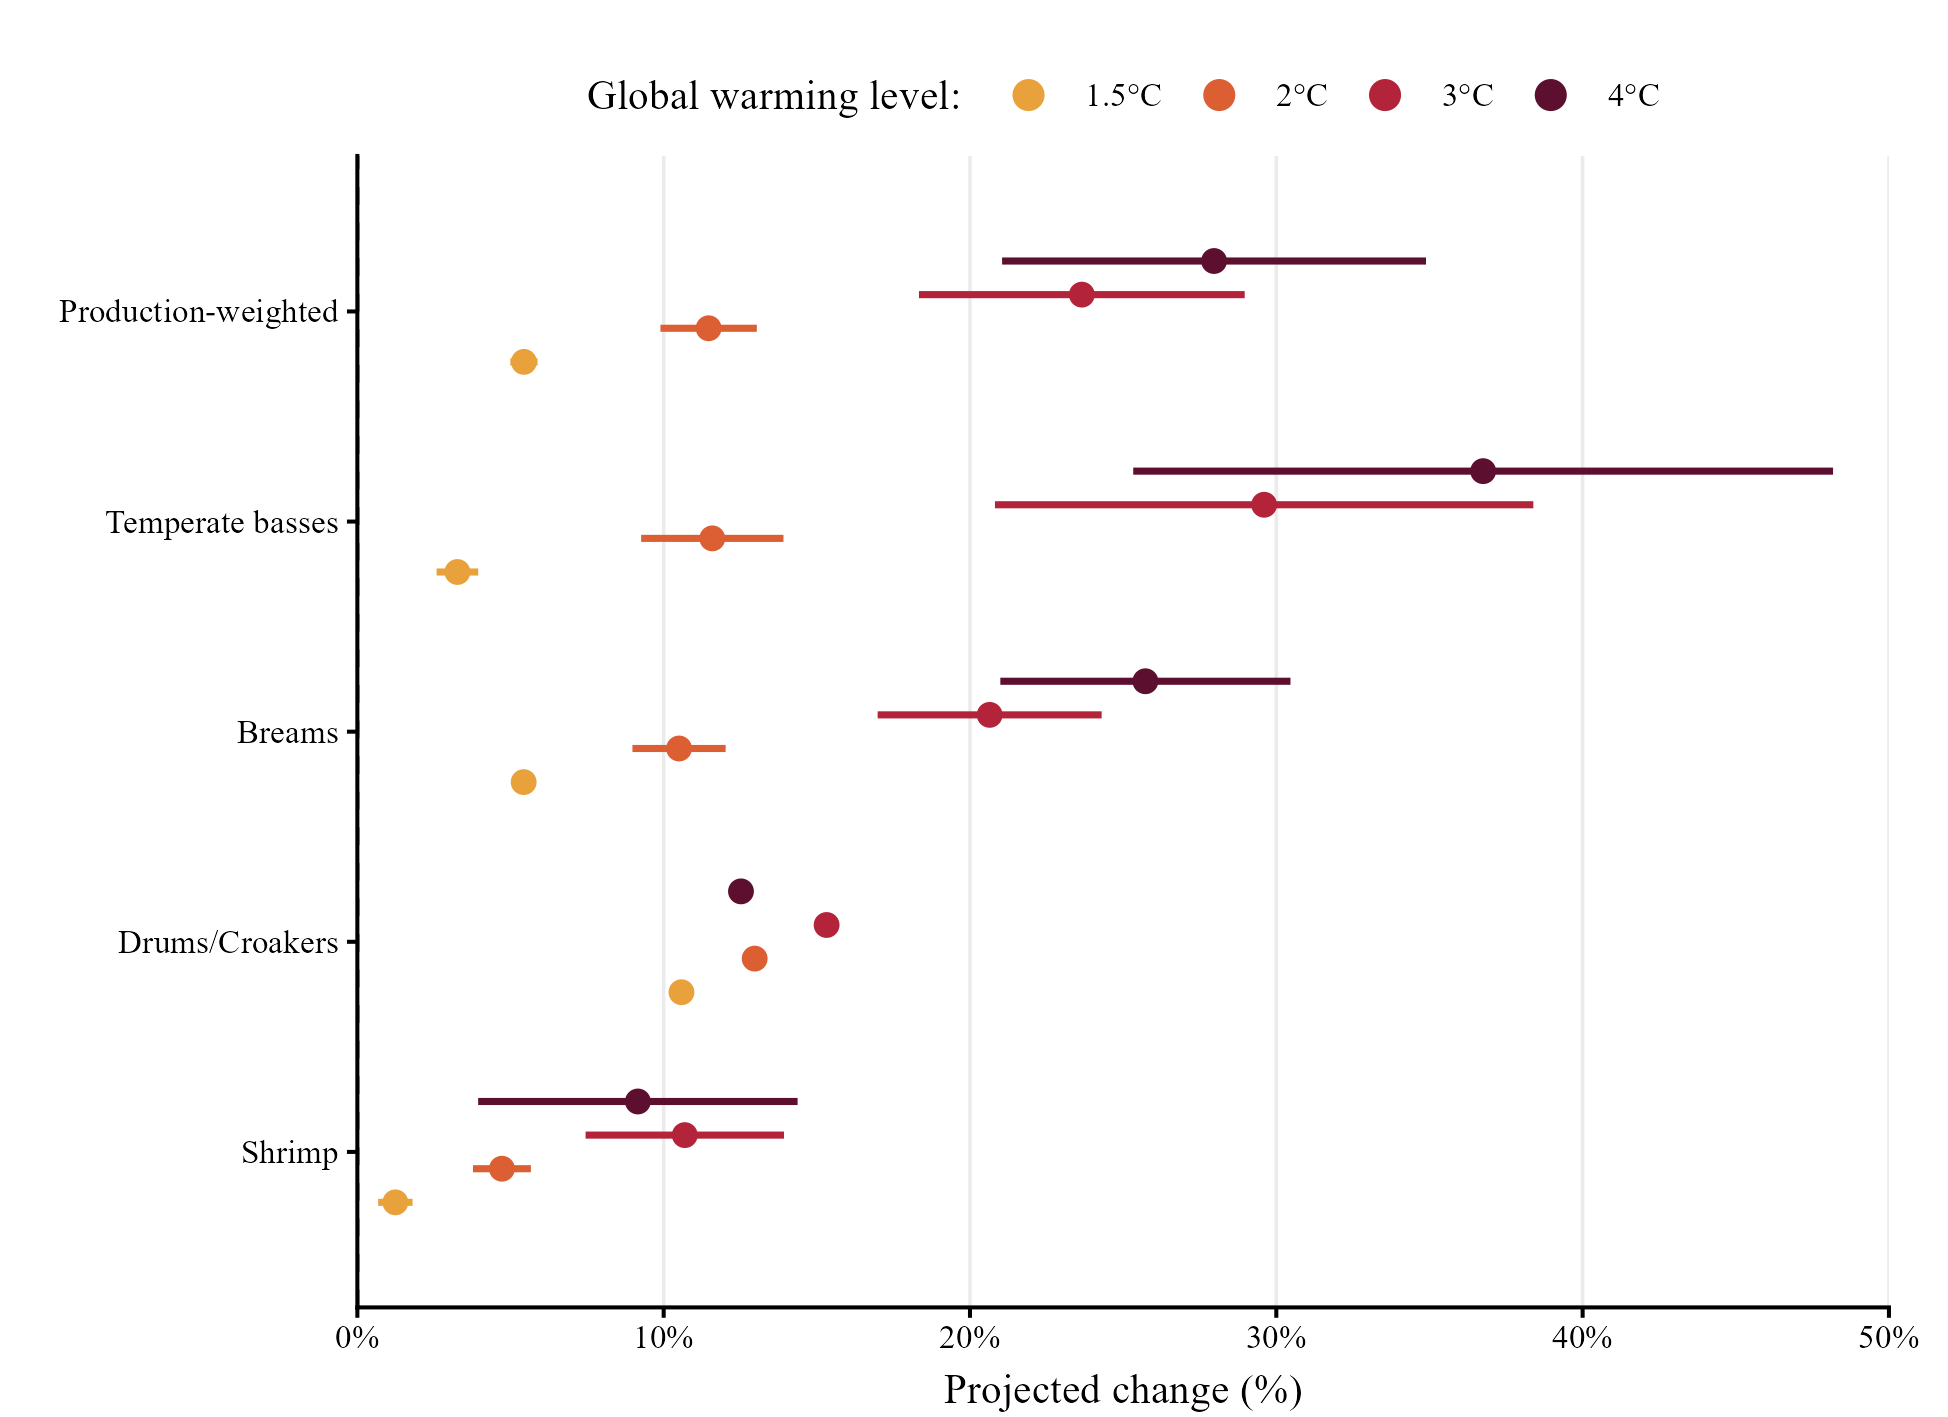 Global warming level: 1.5°C 2°C 3°C 4°C
Production-weighted
Temperate basses
Breams
Drums/Croakers
Shrimp
0% 10% 20% 30% 40% 50%
Projected change (%)